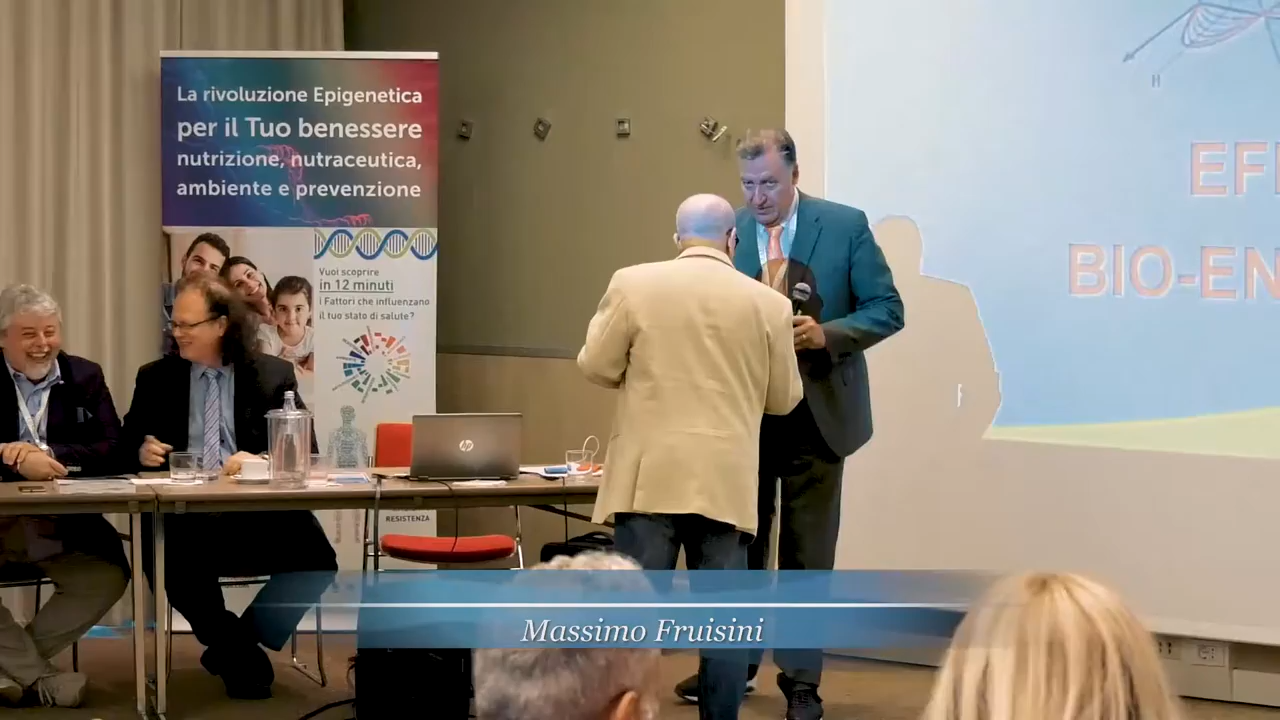 La rivoluzione Epigenetica
per il Tuo benessere
nutrizione, nutraceutica,
ambiente e prevenzione
Vuoi scoprire
in 12 minuti
i Fattori che influenzano
il tuo stato di salute?
RESISTENZA
hp
H
EFI
BIO-EN
Massimo Fruisini